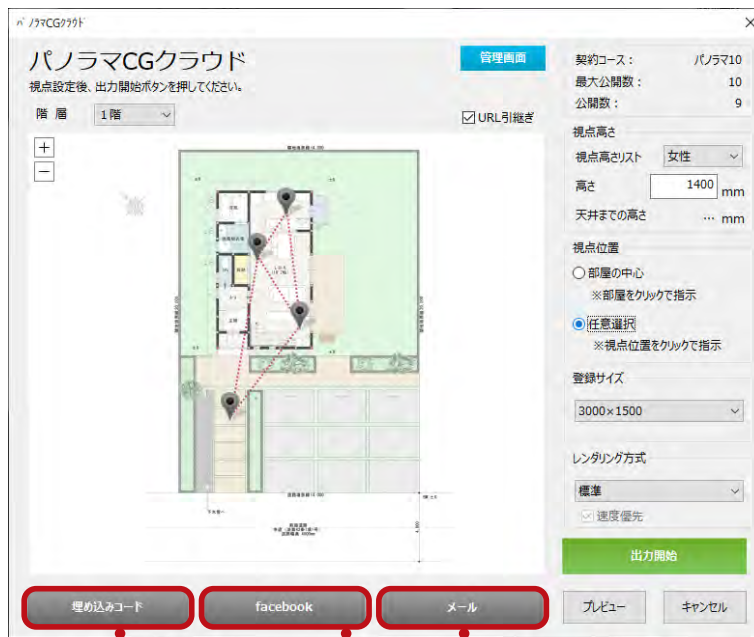 パノラマCGクラウド
パノラマCGクラウド
管理画面
視点設定後、出力開始ボタンを押してください。
階 層
1階
URL引継ぎ
契約コース：
パノラマ10
最大公開数：
10
公開数：
9
視点高さ
視点高さリスト
女性
高さ
1400
mm
天井までの高さ
...
mm
視点位置
部屋の中心
※部屋をクリックで指示
任意選択
※視点位置をクリックで指示
登録サイズ
3000×1500
レンダリング方式
標準
速度優先
出力開始
埋め込みコード
facebook
メール
プレビュー
キャンセル